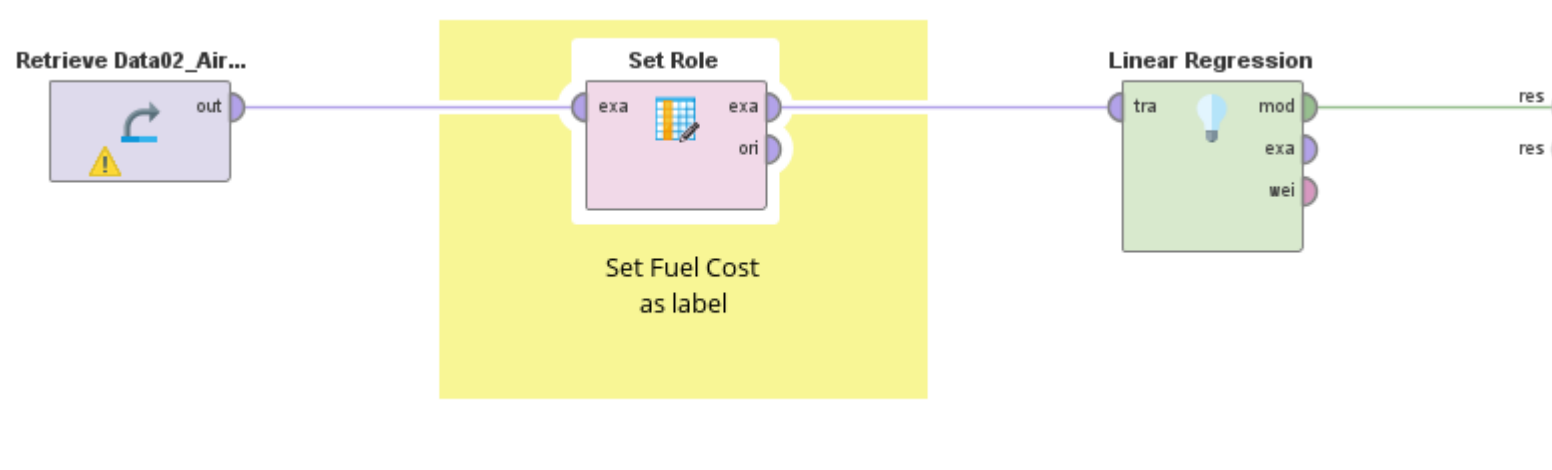 Retrieve Data02_Air...
out
Set Role
exa
exa
ori
Set Fuel Cost
as label
Linear Regression
tra
mod
exa
wei
res
res